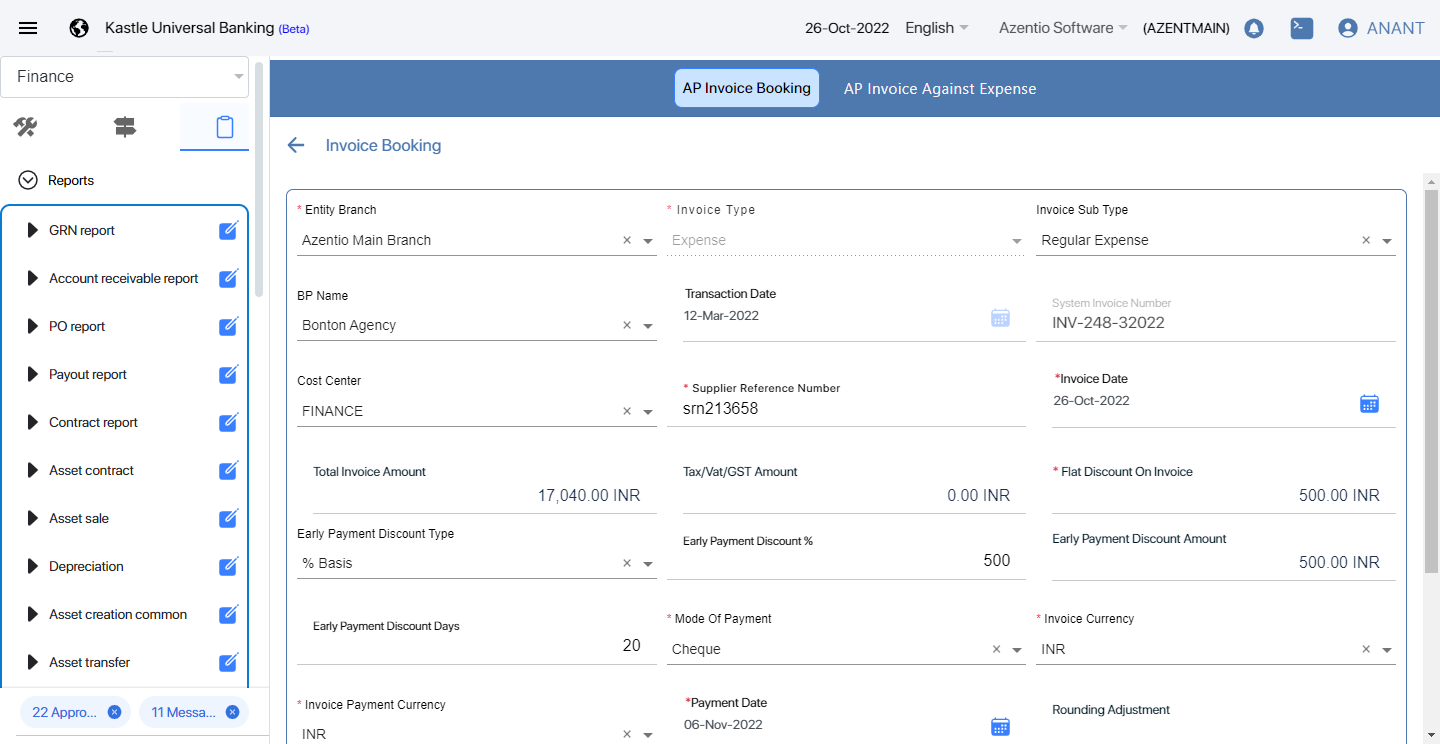 Kastle Universal Banking (Beta)
26-Oct-2022
English
Azentio Software
(AZENTMAIN)
ANANT
Finance
AP Invoice Booking
AP Invoice Against Expense
Invoice Booking
Reports
GRN report
Account receivable report
PO report
Payout report
Contract report
Asset contract
Asset sale
Depreciation
Asset creation common
Asset transfer
22 Appro...
11 Messa...
* Entity Branch
Azentio Main Branch
* Invoice Type
Expense
Invoice Sub Type
Regular Expense
BP Name
Bonton Agency
Transaction Date
12-Mar-2022
System Invoice Number
INV-248-32022
Cost Center
FINANCE
* Supplier Reference Number
srn213658
*Invoice Date
26-Oct-2022
Total Invoice Amount
17,040.00 INR
Tax/Vat/GST Amount
0.00 INR
* Flat Discount On Invoice
500.00 INR
Early Payment Discount Type
% Basis
Early Payment Discount %
500
Early Payment Discount Amount
500.00 INR
Early Payment Discount Days
20
* Mode Of Payment
Cheque
* Invoice Currency
INR
* Invoice Payment Currency
INR
*Payment Date
06-Nov-2022
Rounding Adjustment